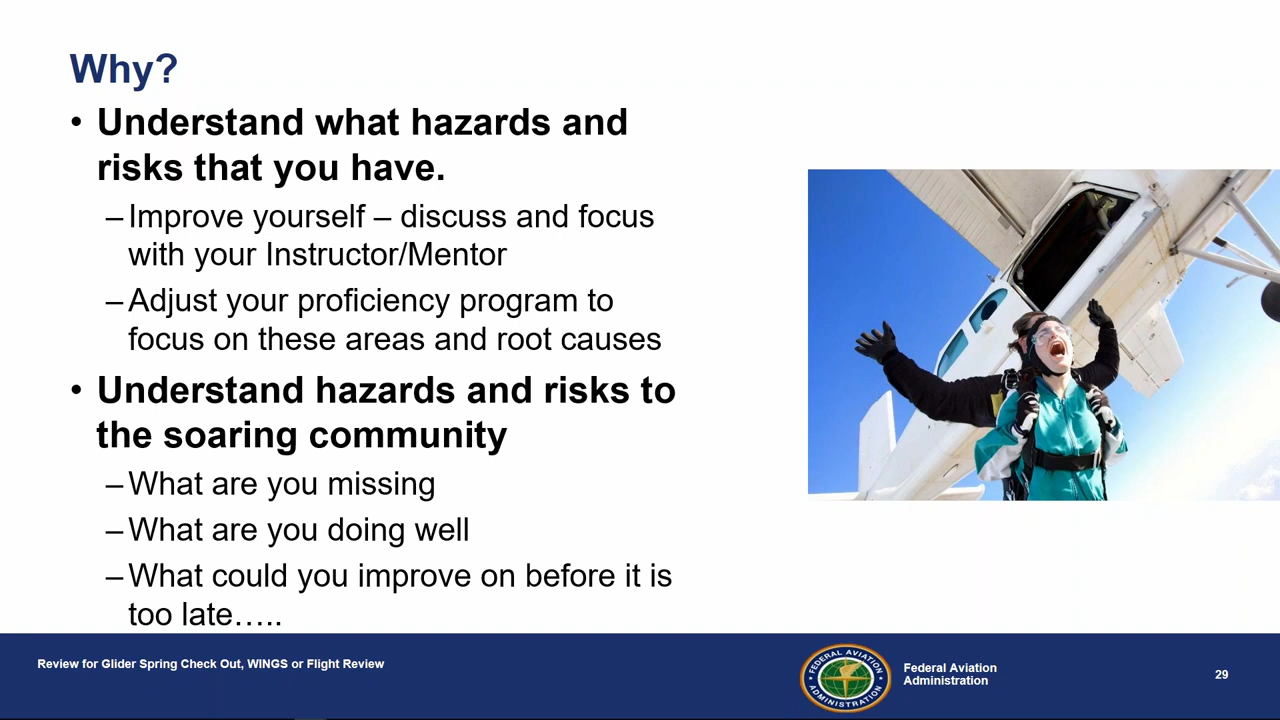 Why?
• Understand what hazards and
risks that you have.
– Improve yourself – discuss and focus
with your Instructor/Mentor
– Adjust your proficiency program to
focus on these areas and root causes
• Understand hazards and risks to
the soaring community
– What are you missing
– What are you doing well
– What could you improve on before it is
too late…..
Review for Glider Spring Check Out, WINGS or Flight Review
FEDERAL AVIATION
ADMINISTRATION
Federal Aviation
Administration
29